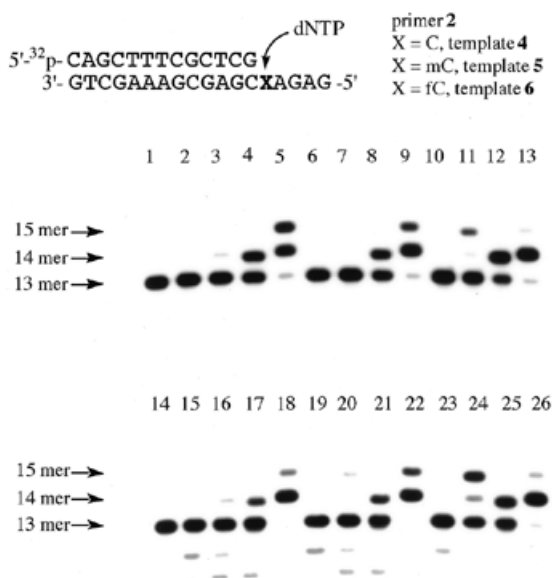 dNTP
5'-³²p- CAGCTTTCGCTCG
3'- GTCGAAAGCGAGCXAGAG -5'
primer 2
X = C, template 4
X = mC, template 5
X = fC, template 6
1 2 3 4 5 6 7 8 9 10 11 12 13
15 mer
14 mer
13 mer
14 15 16 17 18 19 20 21 22 23 24 25 26
15 mer
14 mer
13 mer